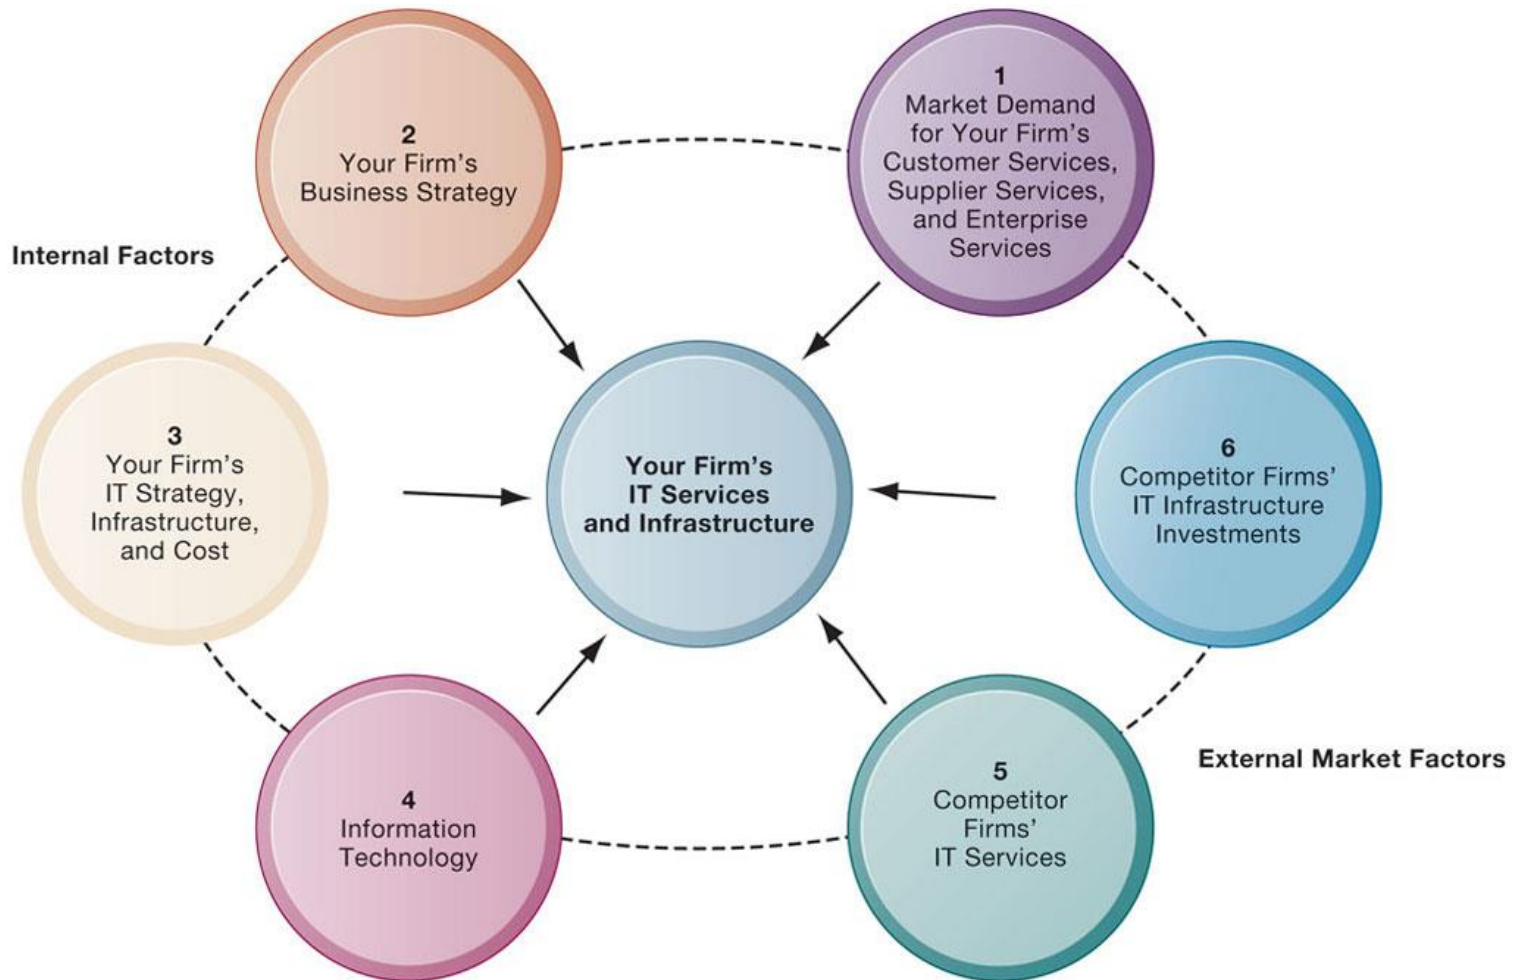 1
Market Demand
for Your Firm's
Customer Services,
Supplier Services,
and Enterprise
Services
2
Your Firm's
Business Strategy
Internal Factors
3
Your Firm's
IT Strategy,
Infrastructure,
and Cost
Your Firm's
IT Services
and Infrastructure
6
Competitor Firms'
IT Infrastructure
Investments
4
Information
Technology
5
Competitor
Firms'
IT Services
External Market Factors